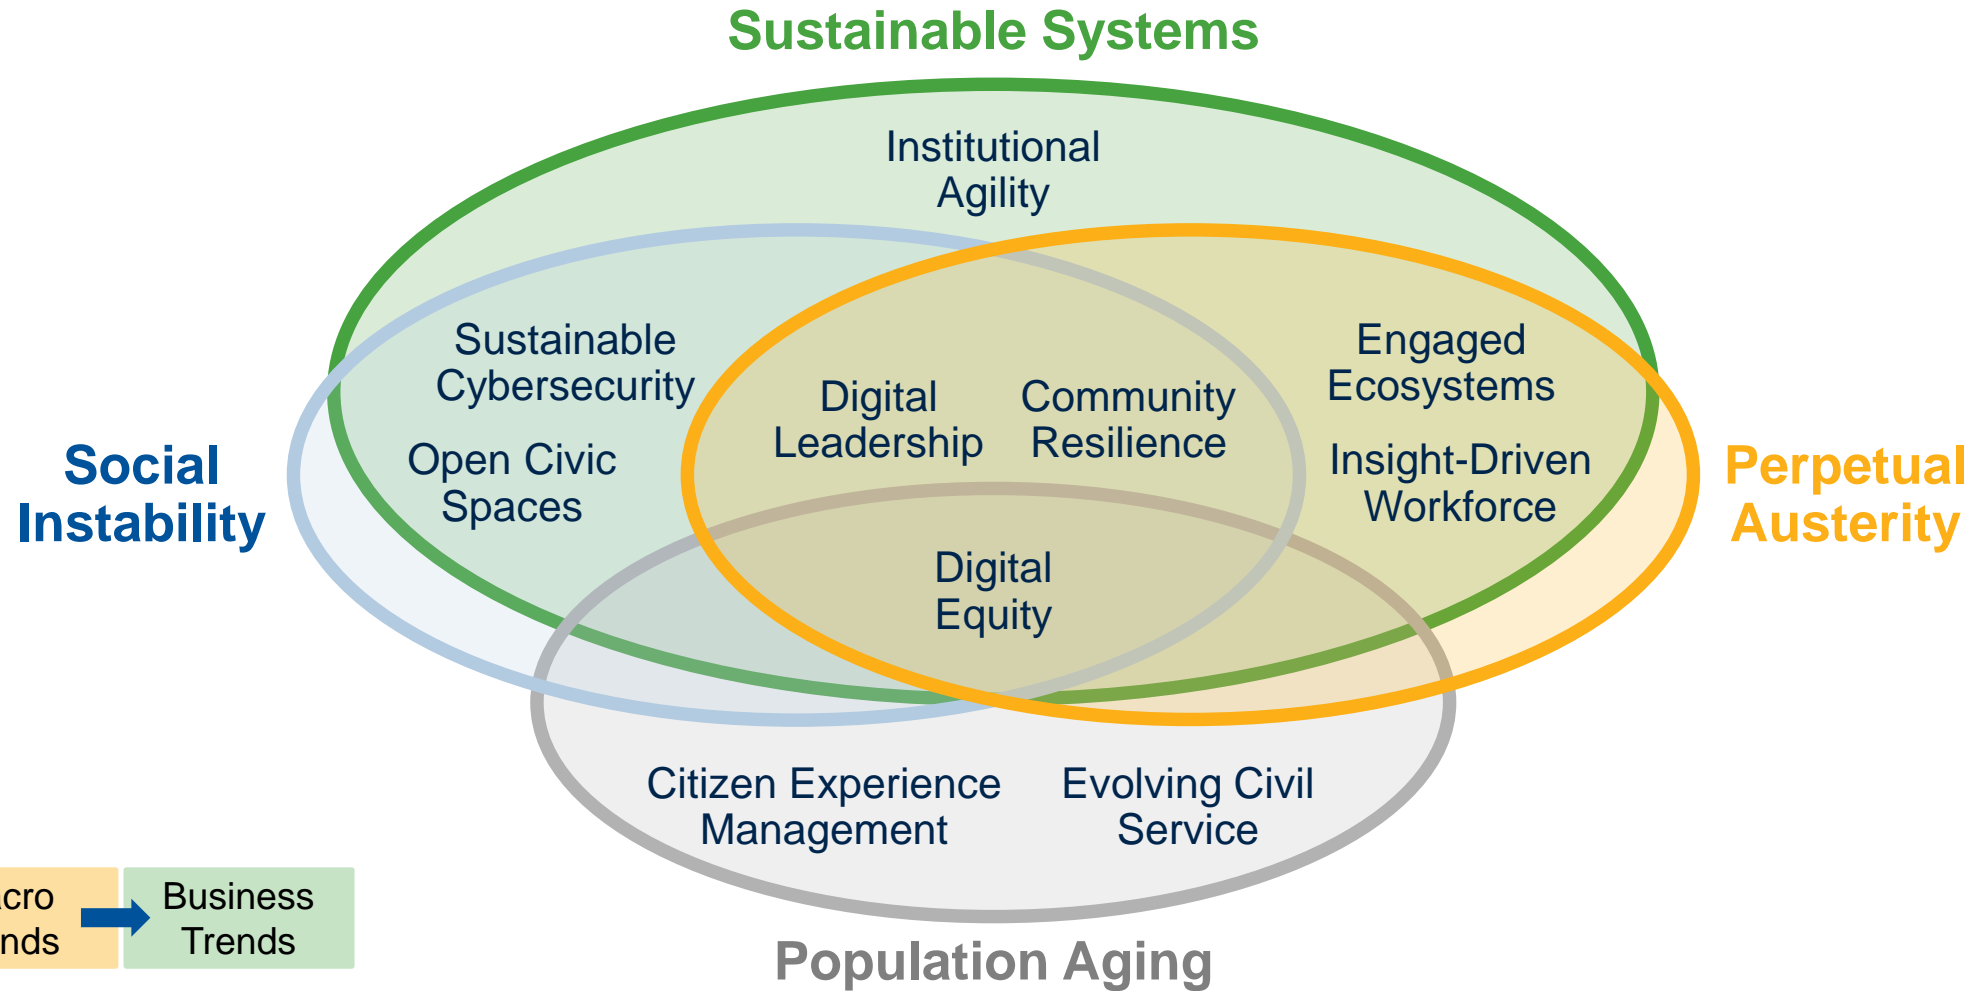 Sustainable Systems
Institutional
Agility
Sustainable
Cybersecurity
Open Civic
Spaces
Digital
Leadership
Community
Resilience
Engaged
Ecosystems
Insight-Driven
Workforce
Social
Instability
Perpetual
Austerity
Digital
Equity
Citizen Experience
Management
Evolving Civil
Service
Business
Trends
Population Aging